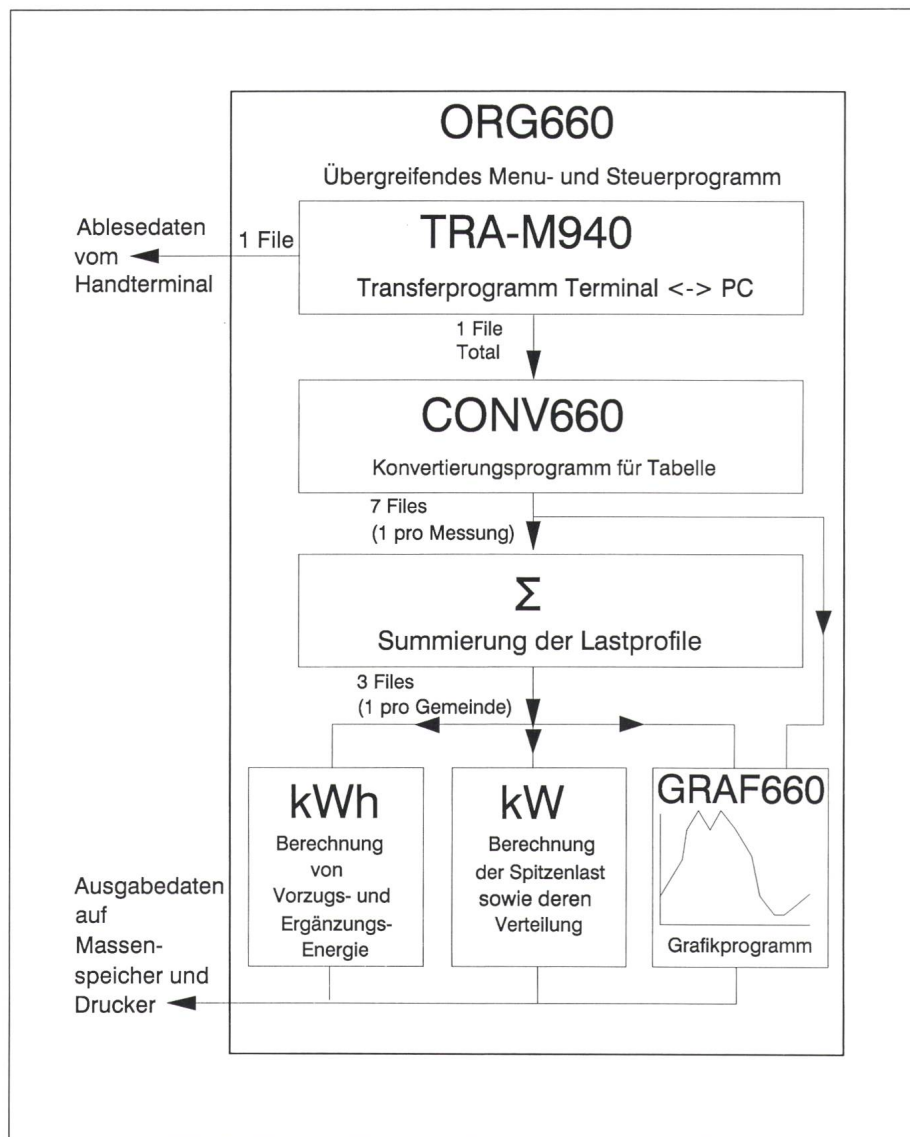 ORG660
Übergreifendes Menu- und Steuerprogramm
Ablesedaten
vom
Handterminal
1 File
TRA-M940
Transferprogramm Terminal <-> PC
1 File
Total
CONV660
Konvertierungsprogramm für Tabelle
7 Files
(1 pro Messung)
Σ
Summierung der Lastprofile
3 Files
(1 pro Gemeinde)
kWh
Berechnung
von
Vorzugs- und
Ergänzungs-
Energie
kW
Berechnung
der Spitzenlast
sowie deren
Verteilung
GRAF660
Grafikprogramm
Ausgabedaten
auf
Massen-
speicher und
Drucker